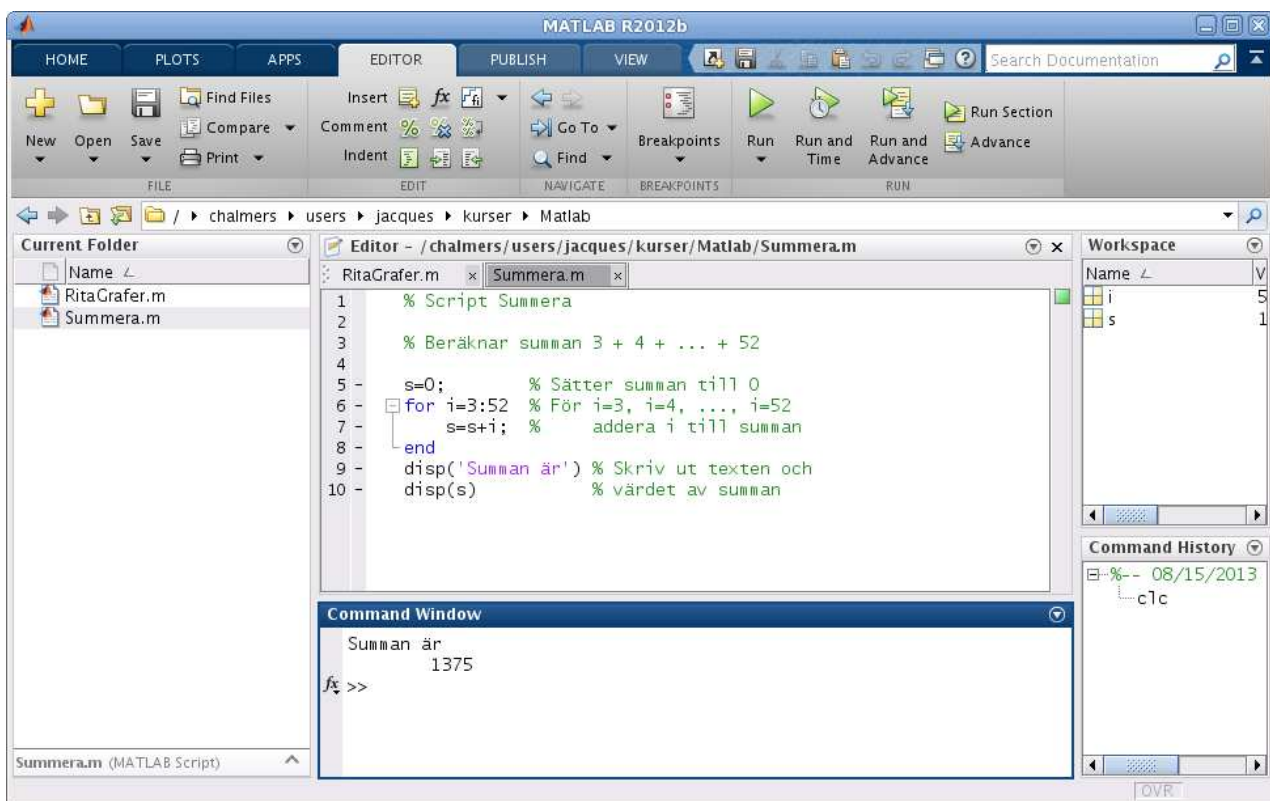 MATLAB R2012b
HOME PLOTS APPS EDITOR PUBLISH VIEW Search Documentation
New Open Save Find Files Compare Print
FILE
Insert fx fi
Comment % %
Indent
EDIT
Go To
Find
NAVIGATE
Breakpoints
BREAKPOINTS
Run Run and Time Run and Advance Run Section Advance
RUN
/ chalmers users jacques kurser Matlab
Current Folder
Name
RitaGrafer.m
Summera.m
Summera.m (MATLAB Script)
Editor - /chalmers/users/jacques/kurser/Matlab/Summera.m
RitaGrafer.m × Summera.m ×
1 % Script Summera
2
3 % Beräknar summan 3 + 4 + ... + 52
4
5 - s=0; % Sätter summan till 0
6 - for i=3:52 % För i=3, i=4, ..., i=52
7 - s=s+i; % addera i till summan
8 - end
9 - disp('Summan är') % Skriv ut texten och
10 - disp(s) % värdet av summan
Command Window
Summan är
1375
fx >>
Workspace
Name V
i 5
s 1
Command History
%-- 08/15/2013
clc
OVR